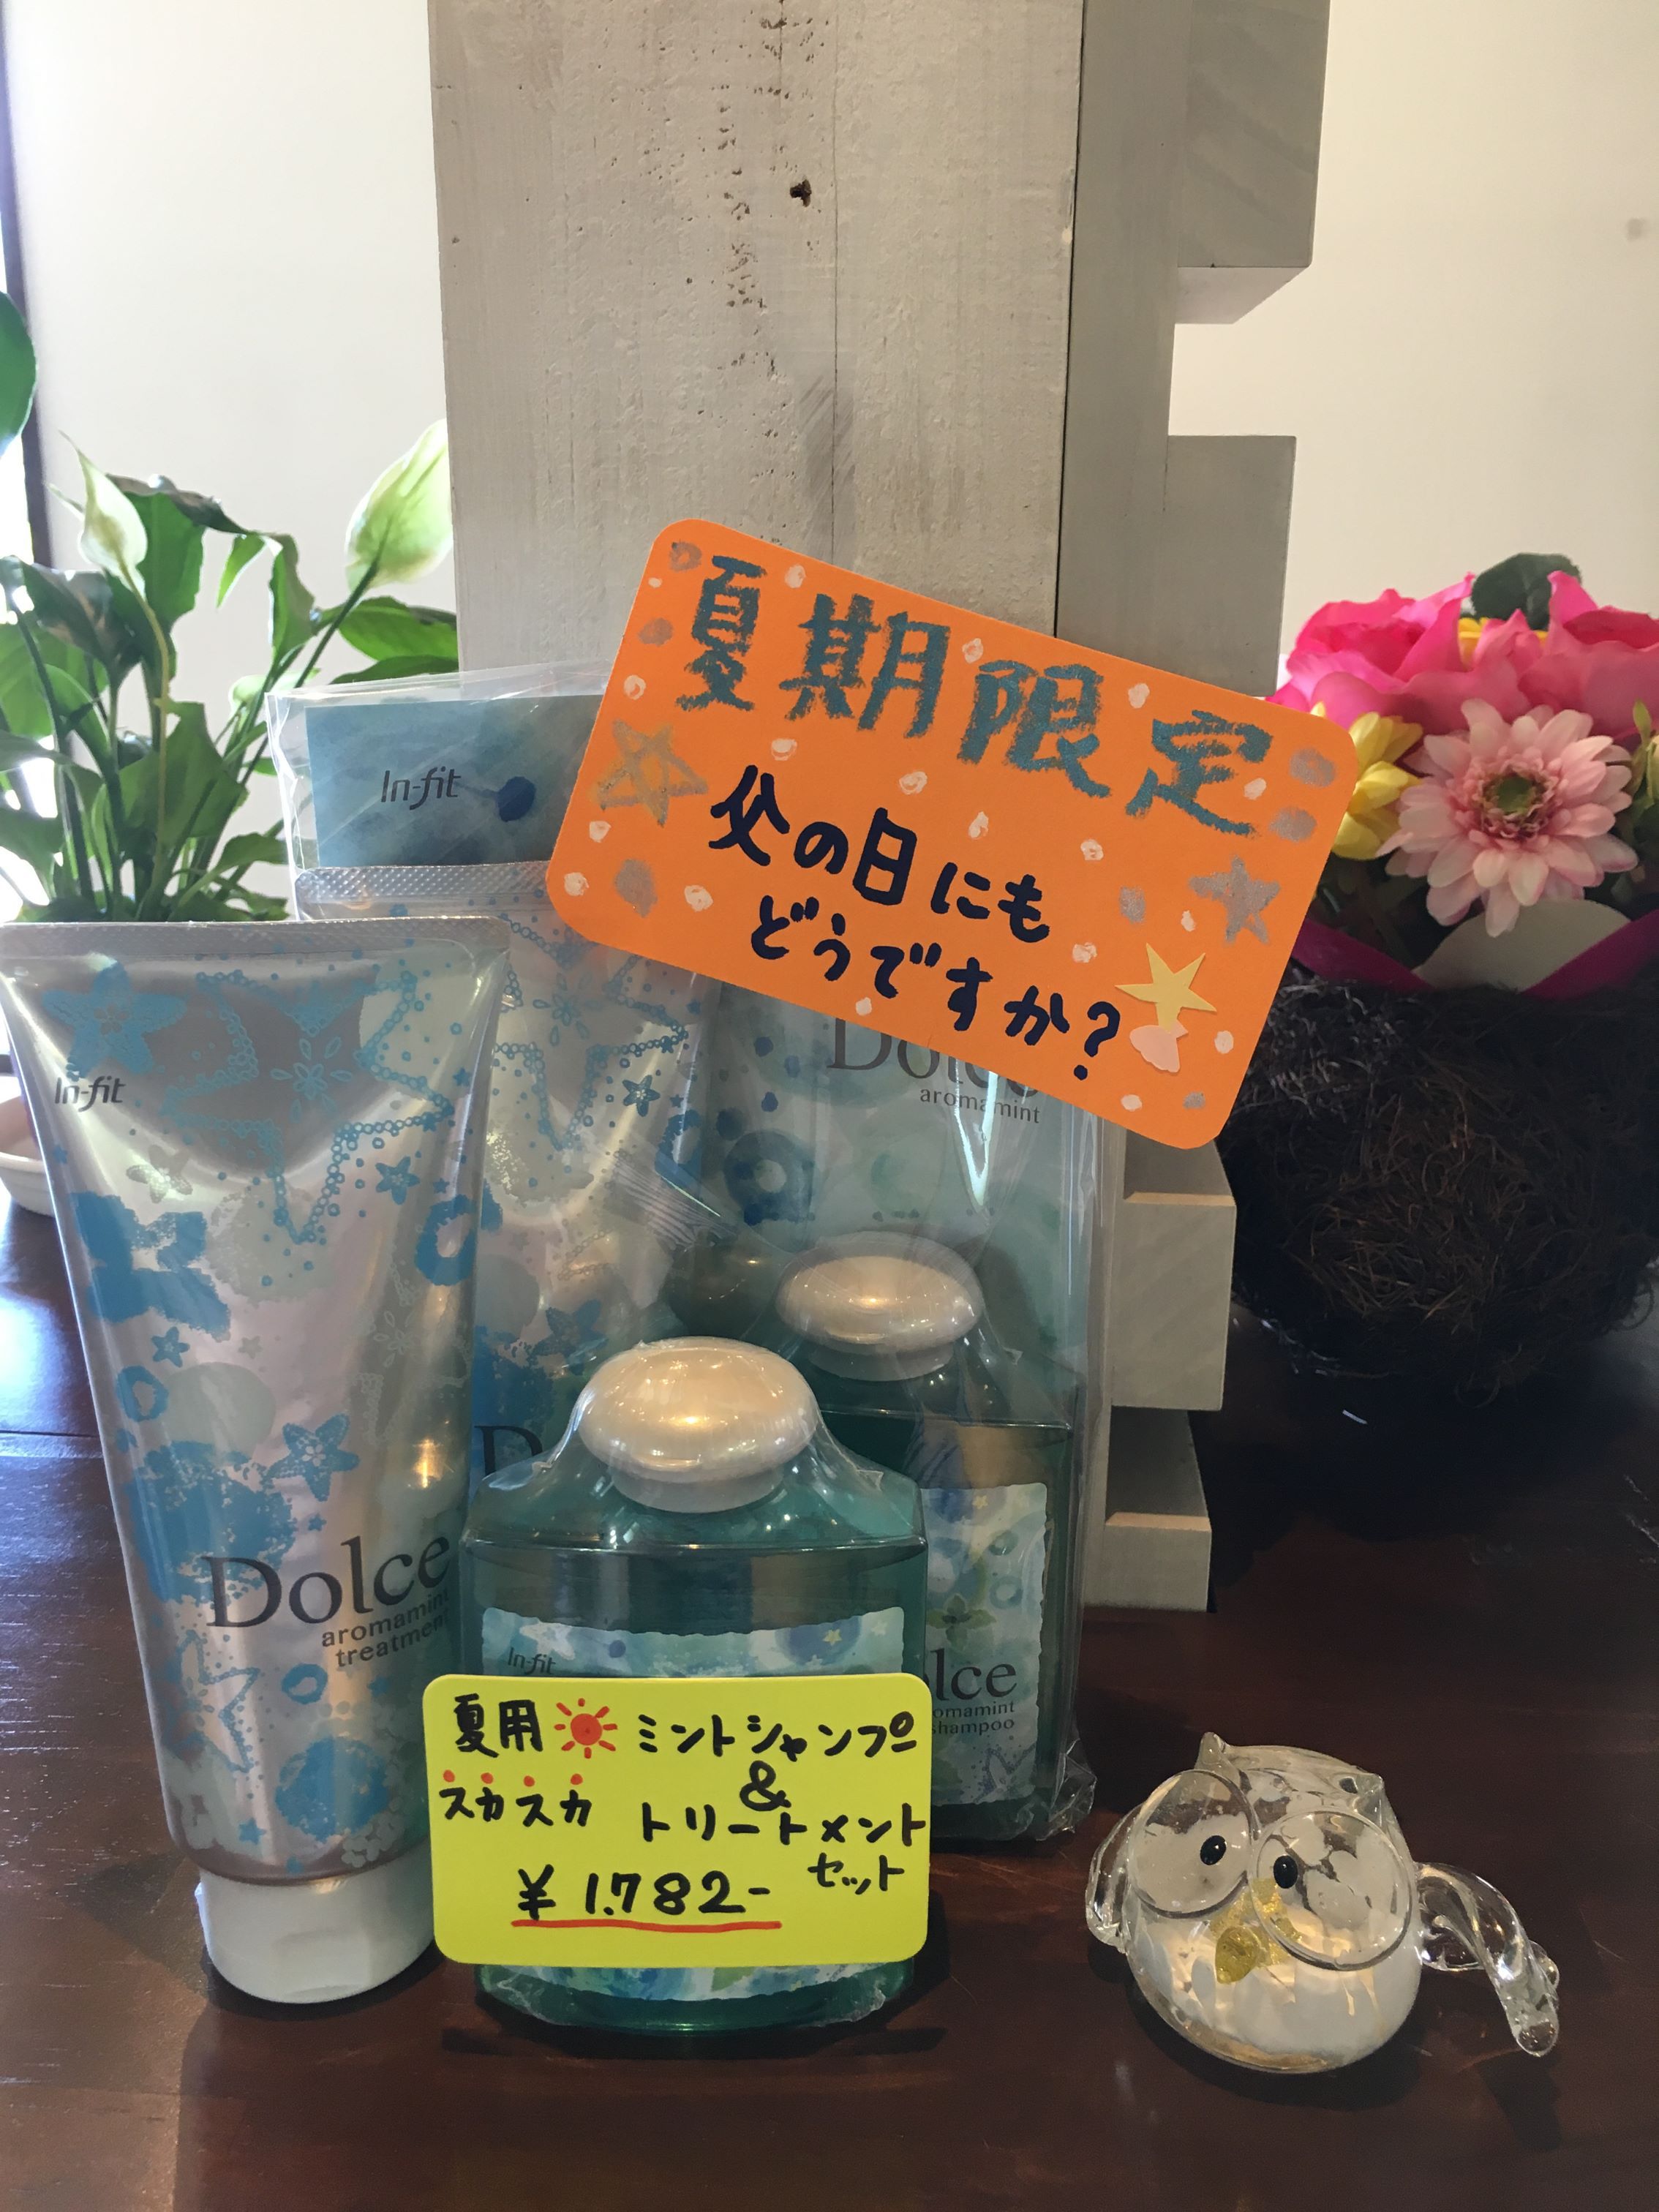 夏期限定
父の日にも
どうですか?
In-fit
Dolce
aromamint
In-fit
Dolce
aromamint
treatment
In-fit
夏用 ミントシャンプー
スカスカ &
トリートメント
セット
¥1.782-
aromamint
shampoo